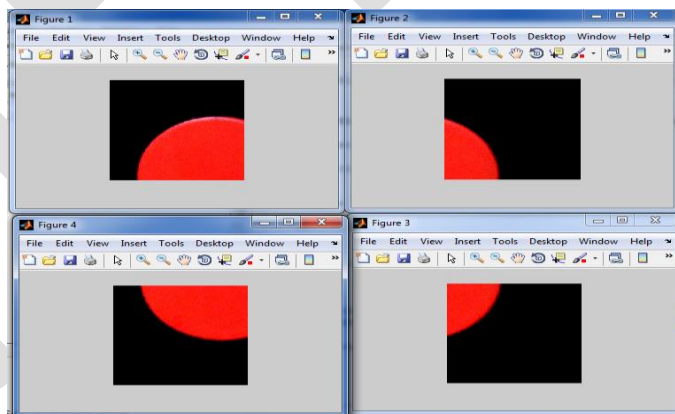 Figure 1
File Edit View Insert Tools Desktop Window Help
Figure 2
File Edit View Insert Tools Desktop Window Help
Figure 4
File Edit View Insert Tools Desktop Window Help
Figure 3
File Edit View Insert Tools Desktop Window Help